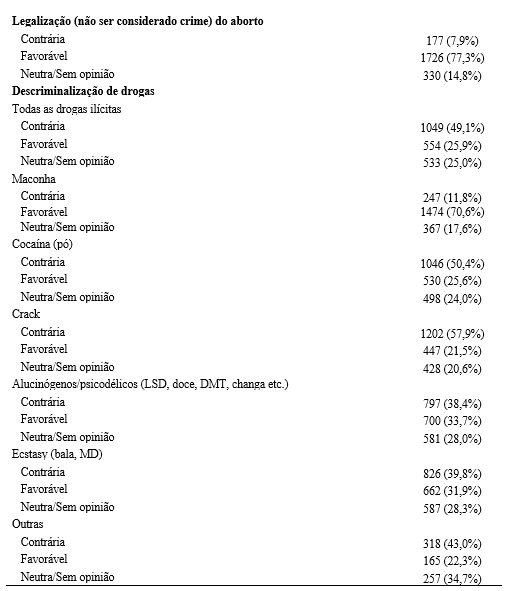 Legalização (não ser considerado crime) do aborto
Contrária 177 (7,9%)
Favorável 1726 (77,3%)
Neutra/Sem opinião 330 (14,8%)
Descriminalização de drogas
Todas as drogas ilícitas
Contrária 1049 (49,1%)
Favorável 554 (25,9%)
Neutra/Sem opinião 533 (25,0%)
Maconha
Contrária 247 (11,8%)
Favorável 1474 (70,6%)
Neutra/Sem opinião 367 (17,6%)
Cocaína (pó)
Contrária 1046 (50,4%)
Favorável 530 (25,6%)
Neutra/Sem opinião 498 (24,0%)
Crack
Contrária 1202 (57,9%)
Favorável 447 (21,5%)
Neutra/Sem opinião 428 (20,6%)
Alucinógenos/psicodélicos (LSD, doce, DMT, changa etc.)
Contrária 797 (38,4%)
Favorável 700 (33,7%)
Neutra/Sem opinião 581 (28,0%)
Ecstasy (bala, MD)
Contrária 826 (39,8%)
Favorável 662 (31,9%)
Neutra/Sem opinião 587 (28,3%)
Outras
Contrária 318 (43,0%)
Favorável 165 (22,3%)
Neutra/Sem opinião 257 (34,7%)